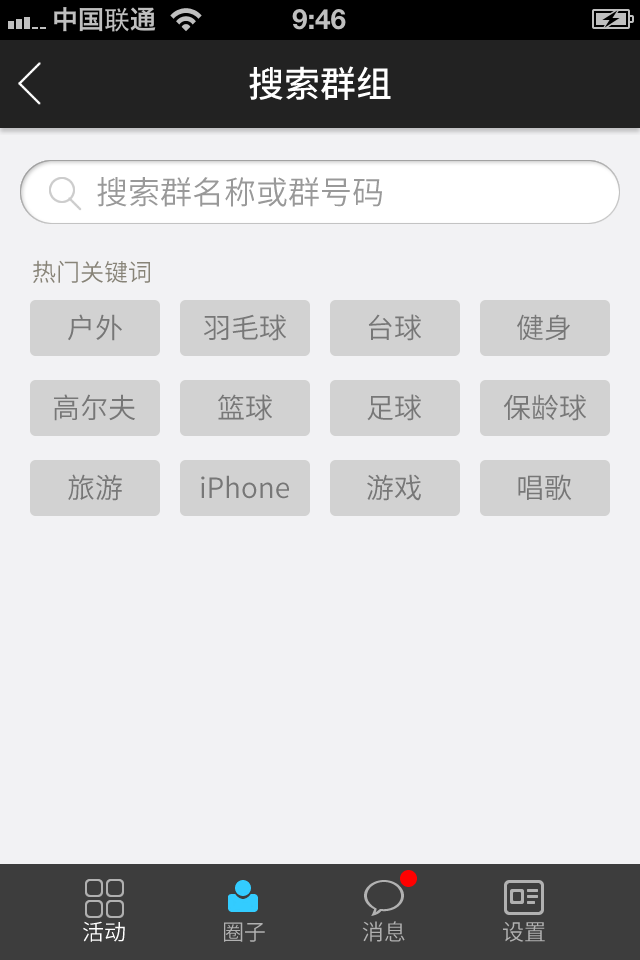 中国联通 9:46
搜索群组
搜索群名称或群号码
热门关键词
户外 羽毛球 台球 健身
高尔夫 篮球 足球 保龄球
旅游 iPhone 游戏 唱歌
活动 圈子 消息 设置